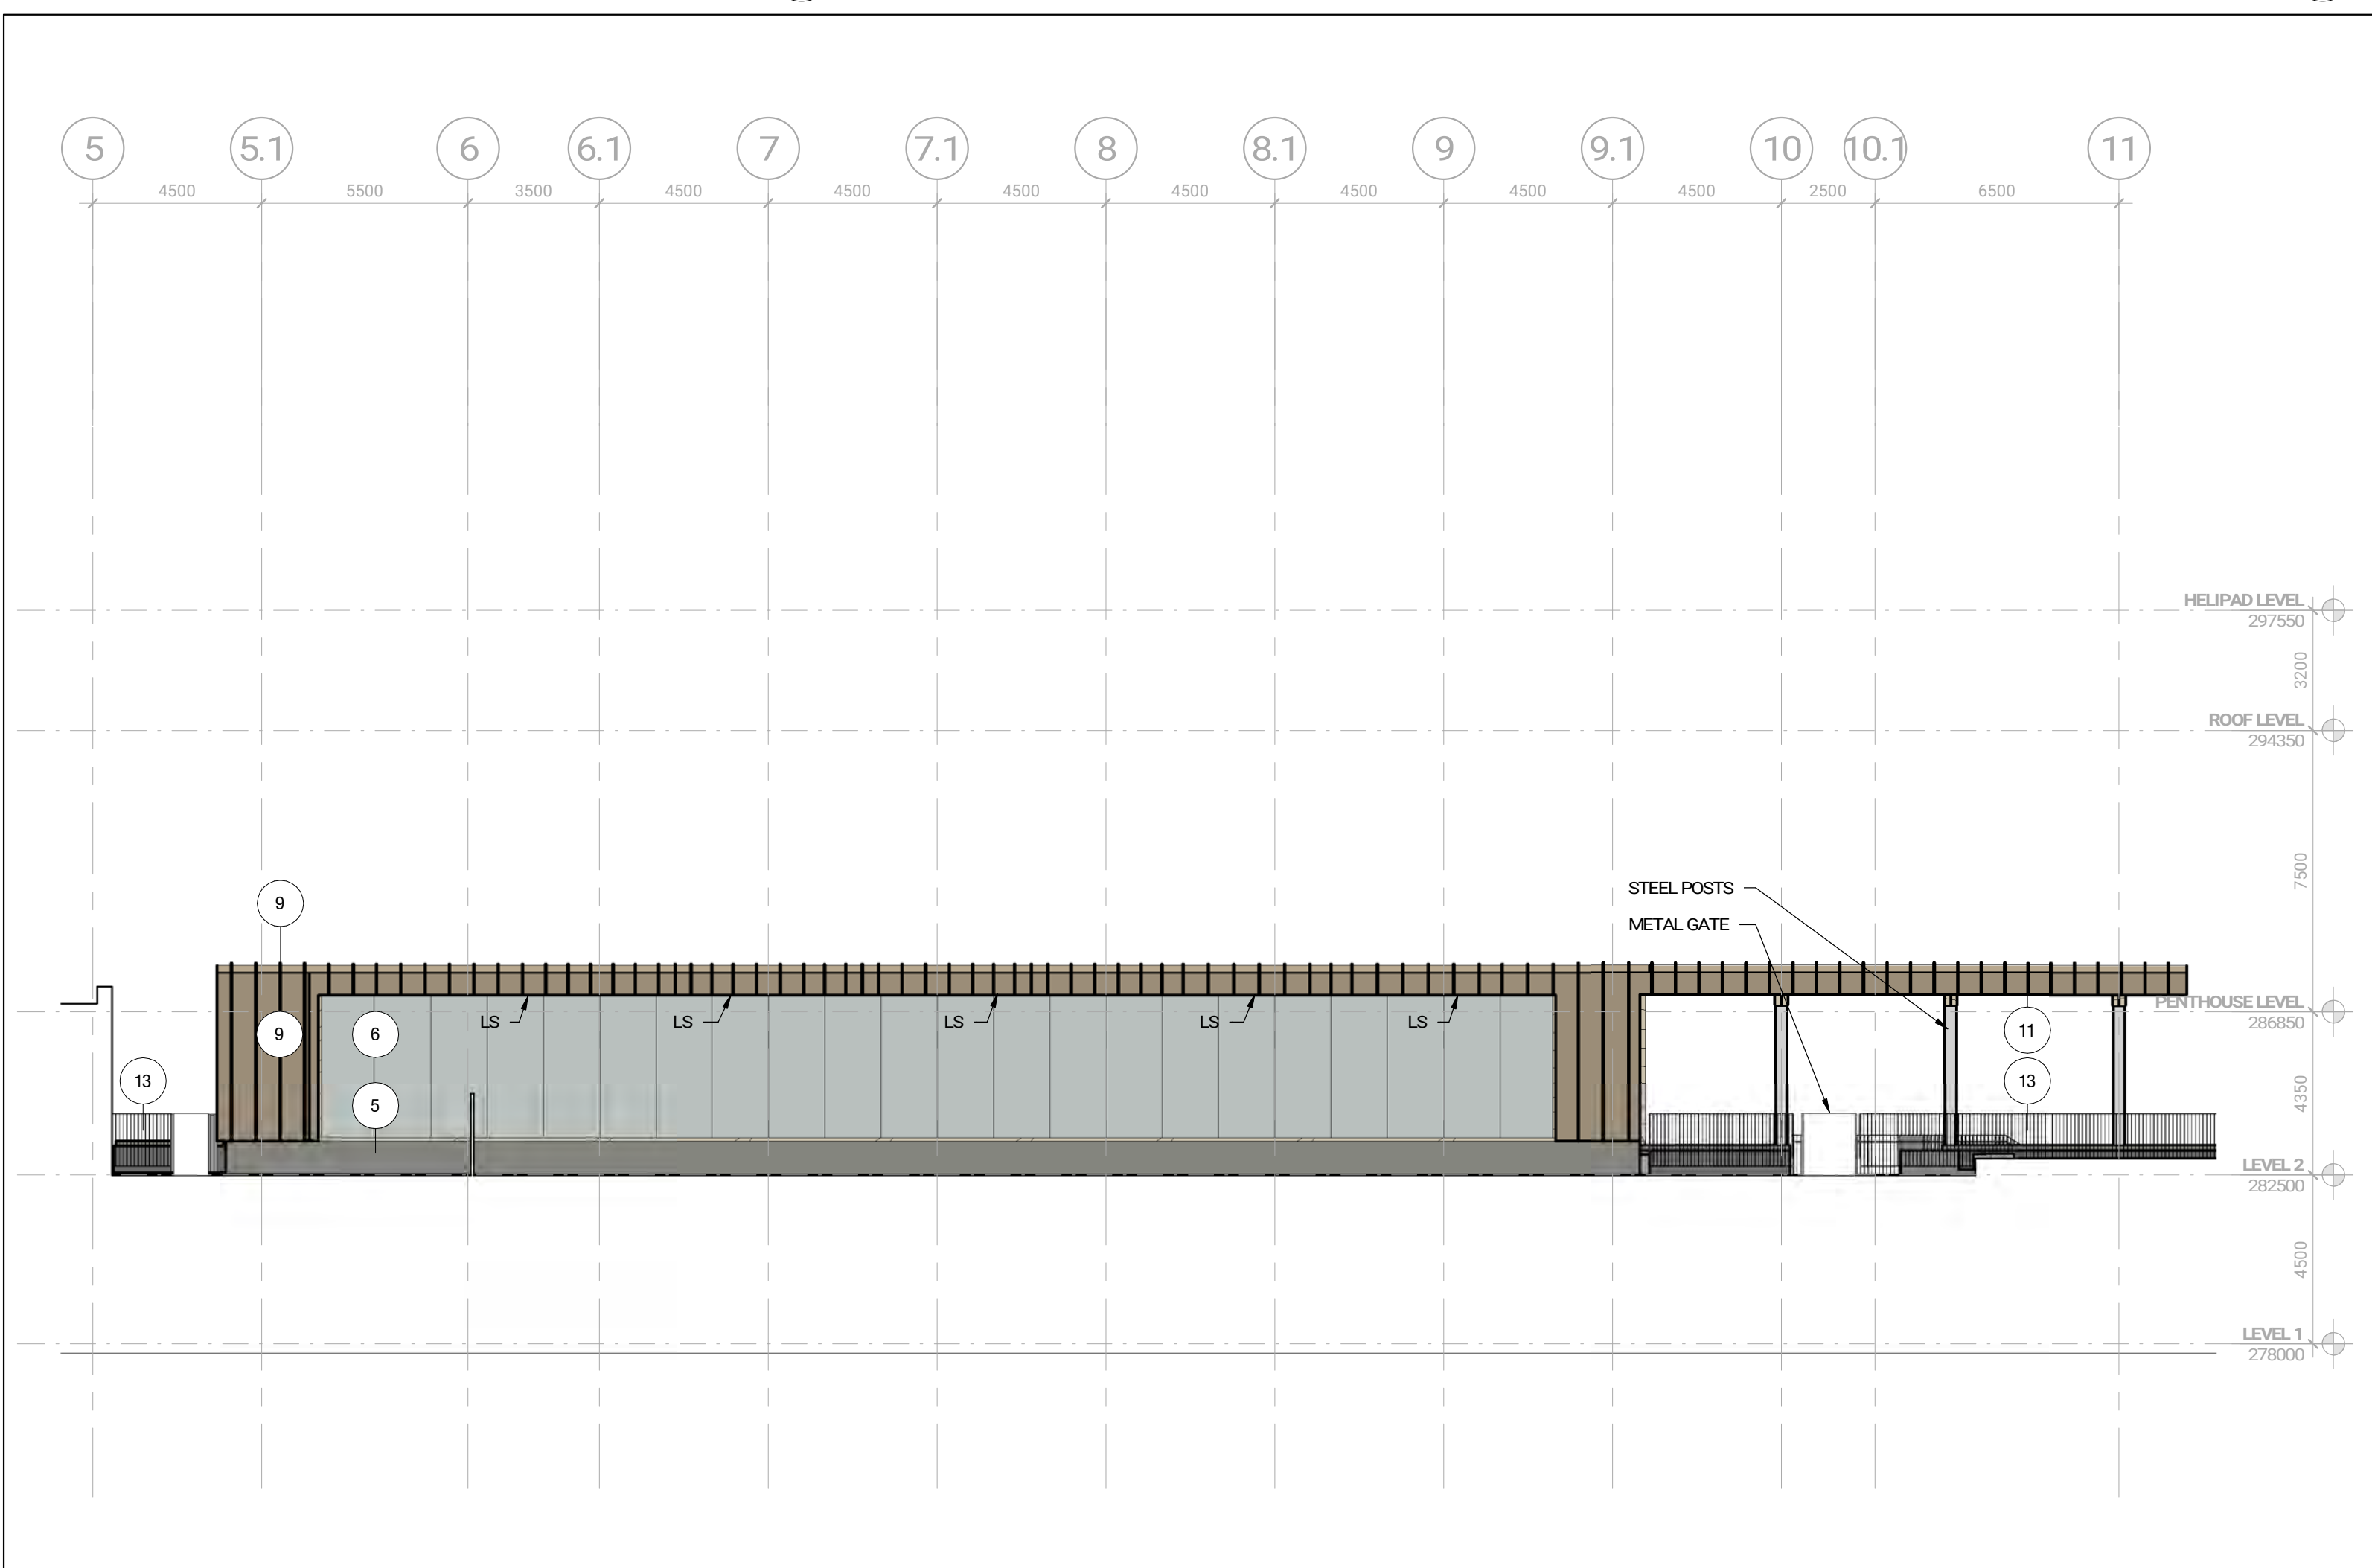 5 5.1 6 6.1 7 7.1 8 8.1 9 9.1 10 10.1 11
4500 5500 3500 4500 4500 4500 4500 4500 4500 4500 2500 6500
HELIPAD LEVEL
297550
3200
ROOF LEVEL
294350
7500
STEEL POSTS
9
METAL GATE
PENTHOUSE LEVEL
286850
LS LS LS LS LS
9 6 11
13 13
5
4350
LEVEL 2
282500
4500
LEVEL 1
278000